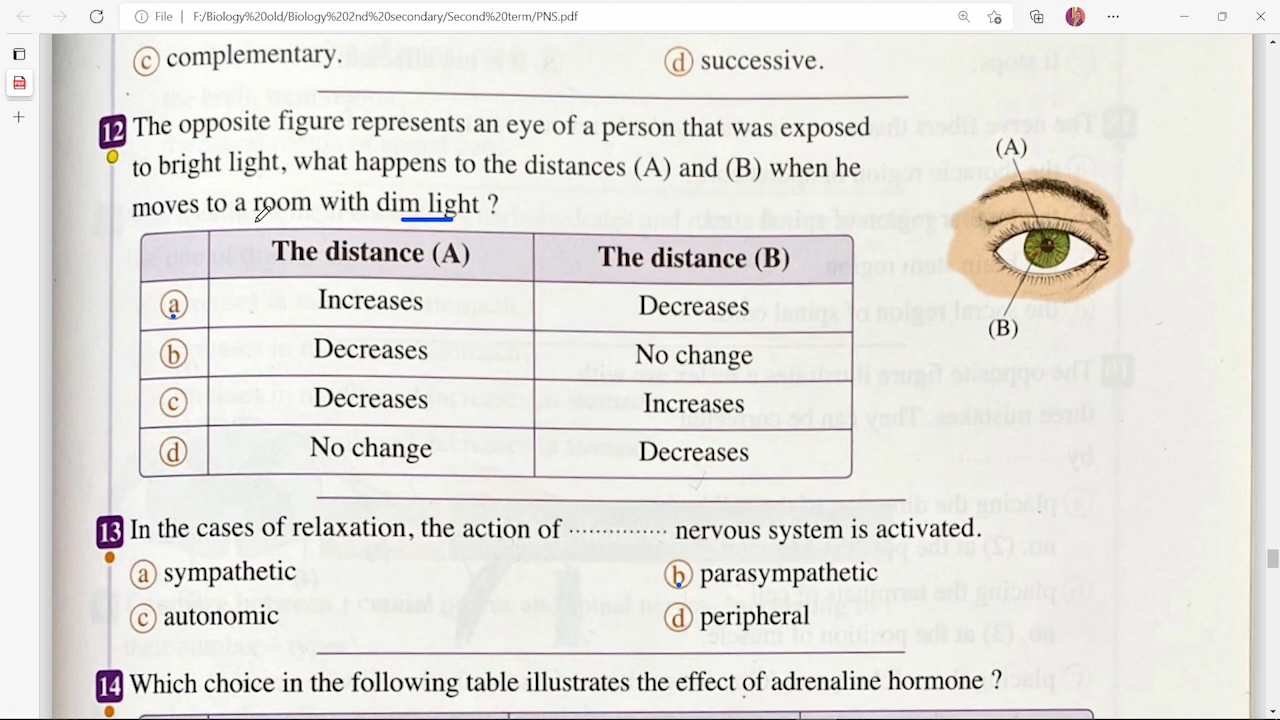 File
F:/Biology%20old/Biology%202nd%20secondary/Second%20term/PNS.pdf
c complementary.
d successive.
12 The opposite figure represents an eye of a person that was exposed
to bright light, what happens to the distances (A) and (B) when he
moves to a room with dim light ?
(A)
(B)
The distance (A) The distance (B)
a Increases Decreases
b Decreases No change
c Decreases Increases
d No change Decreases
13 In the cases of relaxation, the action of ............... nervous system is activated.
a sympathetic
b parasympathetic
c autonomic
d peripheral
14 Which choice in the following table illustrates the effect of adrenaline hormone ?